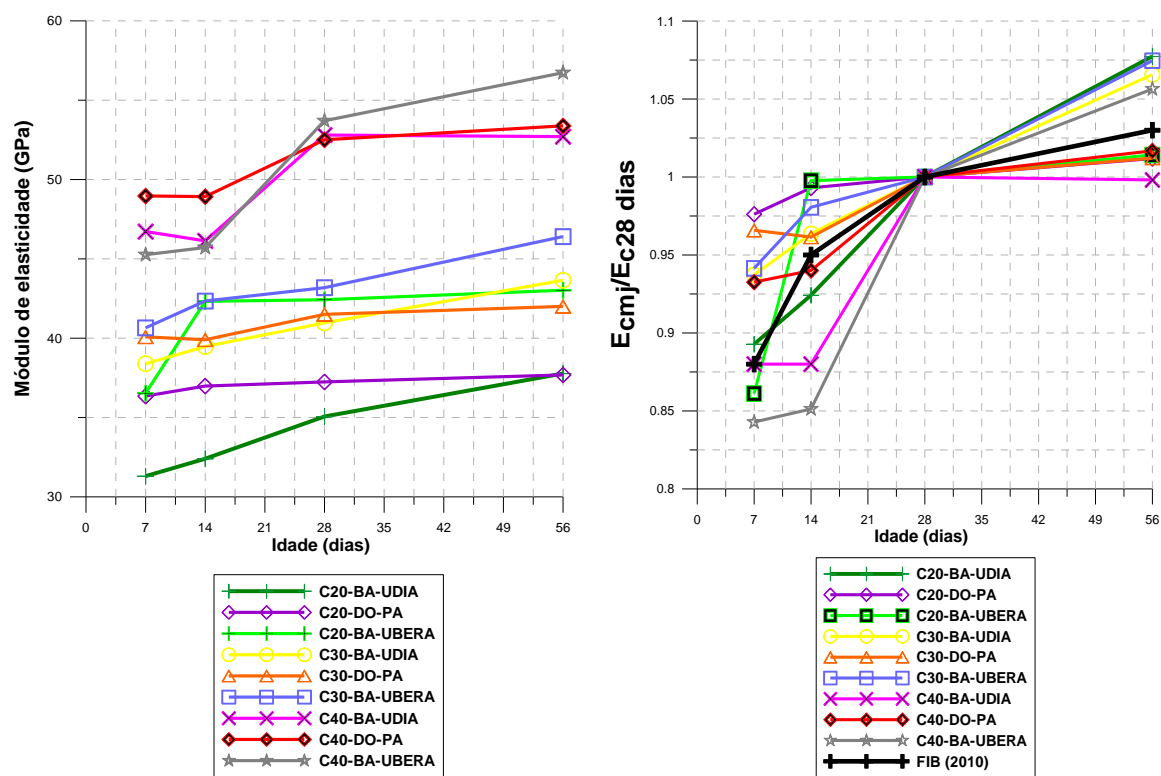 60
50
40
30
Módulo de elasticidade (GPa)
0 7 14 21 28 35 42 49 56
Idade (dias)
C20-BA-UDIA
C20-DO-PA
C20-BA-UBERA
C30-BA-UDIA
C30-DO-PA
C30-BA-UBERA
C40-BA-UDIA
C40-DO-PA
C40-BA-UBERA
1.1
1.05
1
0.95
0.9
0.85
0.8
Ecmj/Ec28 dias
0 7 14 21 28 35 42 49 56
Idade (dias)
C20-BA-UDIA
C20-DO-PA
C20-BA-UBERA
C30-BA-UDIA
C30-DO-PA
C30-BA-UBERA
C40-BA-UDIA
C40-DO-PA
C40-BA-UBERA
FIB (2010)